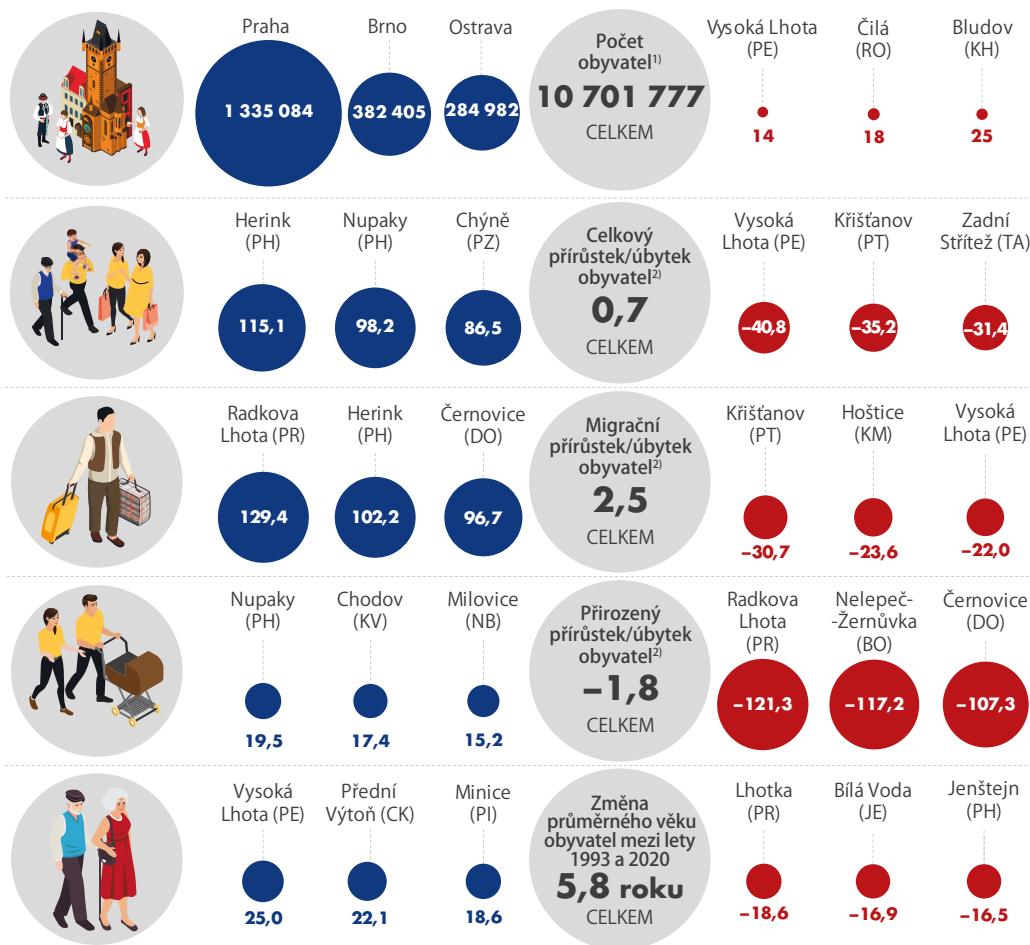 Praha
Brno
Ostrava
Počet
obyvatel1)
10 701 777
CELKEM
Vysoká Lhota
(PE)
Čilá
(RO)
Bludov
(KH)
1 335 084
382 405
284 982
14
18
25
Herink
(PH)
Nupaky
(PH)
Chýně
(PZ)
Celkový
přírůstek/úbytek
obyvatel2)
0,7
CELKEM
Vysoká
Lhota (PE)
Křišťanov
(PT)
Zadní
Střítež (TA)
115,1
98,2
86,5
−40,8
−35,2
−31,4
Radkova
Lhota (PR)
Herink
(PH)
Černovice
(DO)
Migrační
přírůstek/úbytek
obyvatel2)
2,5
CELKEM
Křišťanov
(PT)
Hoštice
(KM)
Vysoká
Lhota (PE)
129,4
102,2
96,7
−30,7
−23,6
−22,0
Nupaky
(PH)
Chodov
(KV)
Milovice
(NB)
Přirozený
přírůstek/úbytek
obyvatel2)
−1,8
CELKEM
Radkova
Lhota
(PR)
Nelepeč-
-Žernůvka
(BO)
Černovice
(DO)
19,5
17,4
15,2
−121,3
−117,2
−107,3
Vysoká
Lhota (PE)
Přední
Výtoň (CK)
Minice
(PI)
Změna
průměrného věku
obyvatel mezi lety
1993 a 2020
5,8 roku
CELKEM
Lhotka
(PR)
Bílá Voda
(JE)
Jenštejn
(PH)
25,0
22,1
18,6
−18,6
−16,9
−16,5